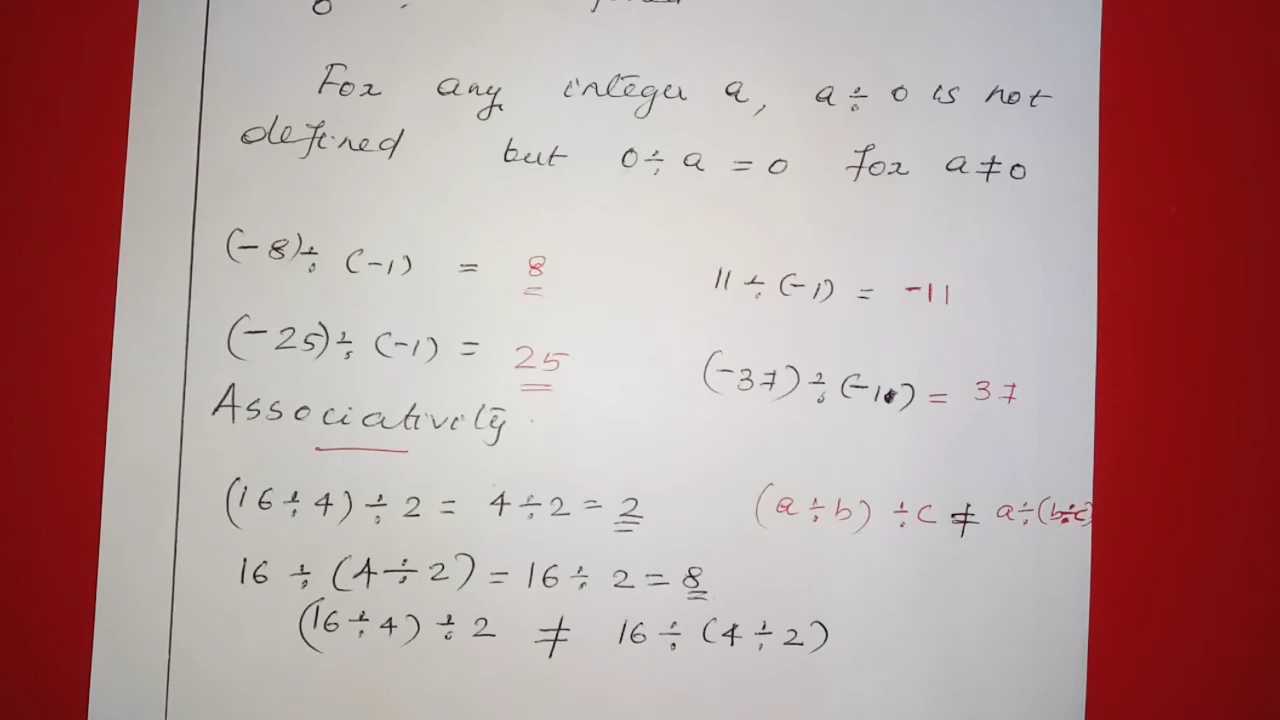 For any integer a, a ÷ 0 is not
defined but 0 ÷ a = 0 for a ≠ 0
(-8) ÷ (-1) = 8
11 ÷ (-1) = -11
(-25) ÷ (-1) = 25
(-37) ÷ (-1) = 37
Associativity
(16 ÷ 4) ÷ 2 = 4 ÷ 2 = 2
(a ÷ b) ÷ c ≠ a ÷ (b ÷ c)
16 ÷ (4 ÷ 2) = 16 ÷ 2 = 8
(16 ÷ 4) ÷ 2 ≠ 16 ÷ (4 ÷ 2)